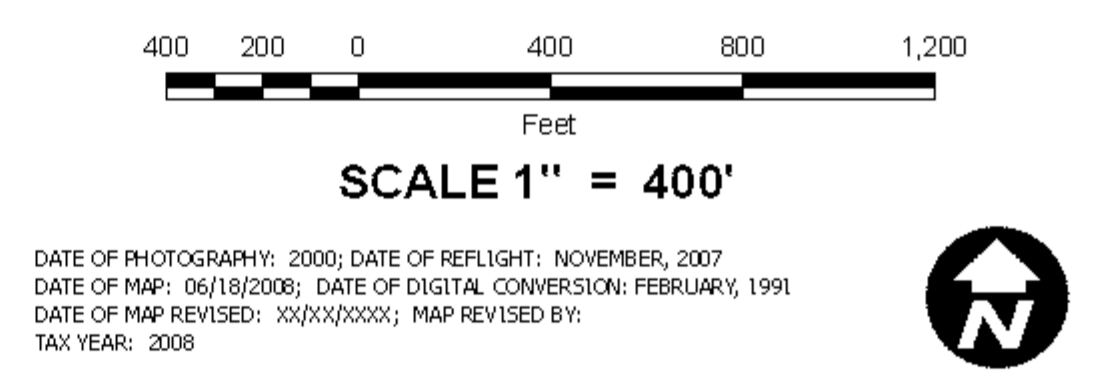 400 200 0 400 800 1,200
Feet
SCALE 1" = 400'
DATE OF PHOTOGRAPHY: 2000; DATE OF REFLIGHT: NOVEMBER, 2007
DATE OF MAP: 06/18/2008; DATE OF DIGITAL CONVERSION: FEBRUARY, 1991
DATE OF MAP REVISED: XX/XX/XXXX; MAP REVISED BY:
TAX YEAR: 2008
N